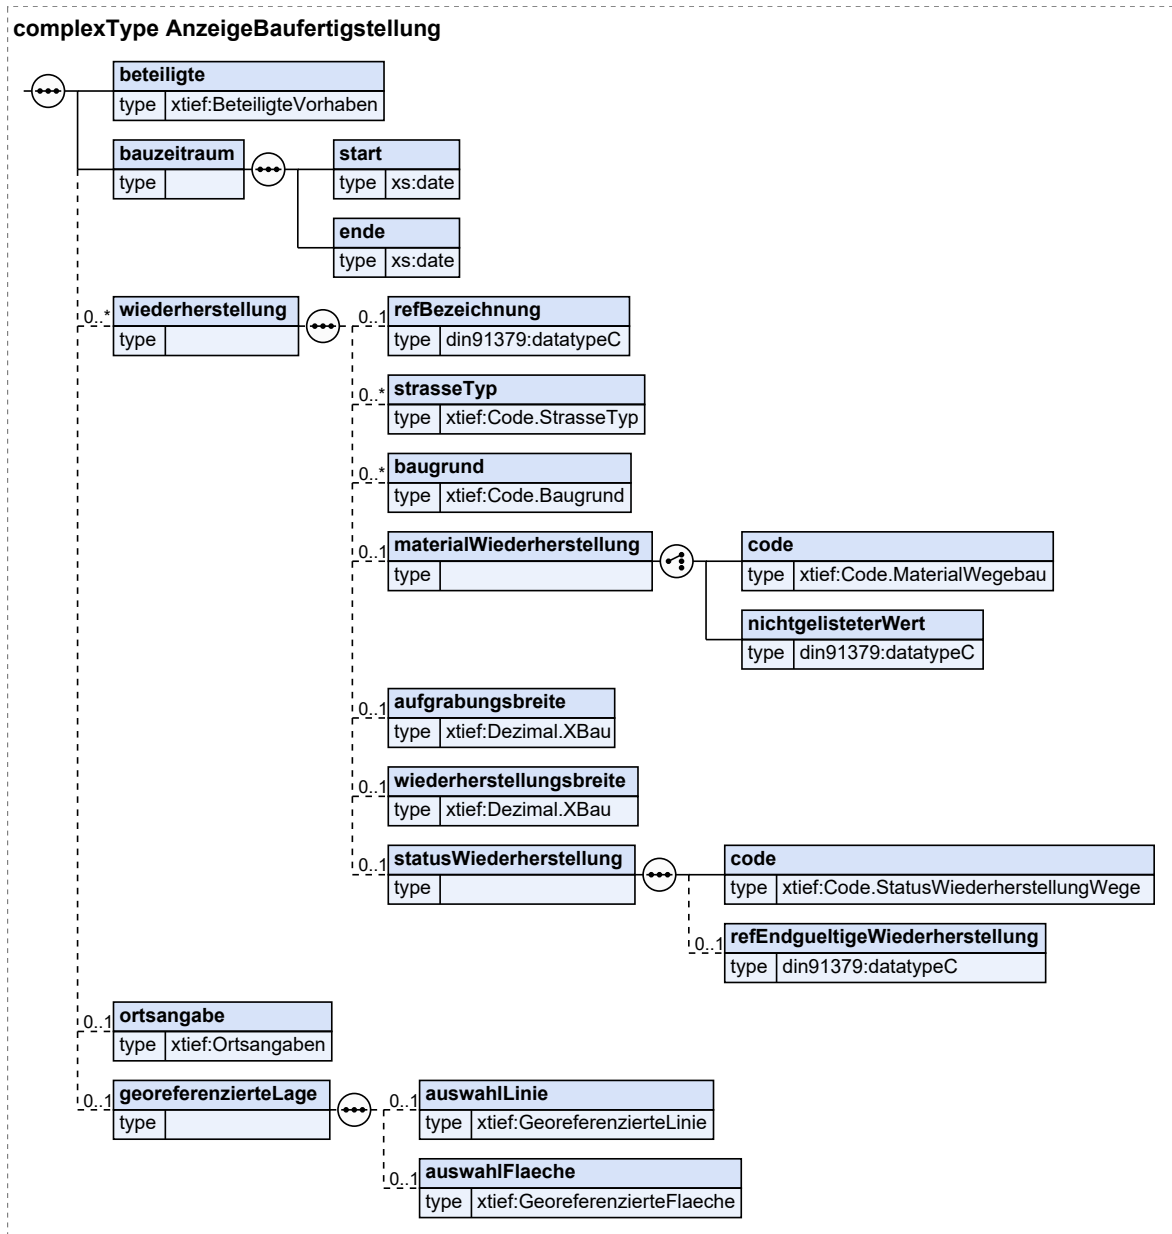 complexType AnzeigeBaufertigstellung
beteiligte
type xtief:BeteiligteVorhaben
bauzeitraum
type
start
type xs:date
ende
type xs:date
0..* wiederherstellung
type
0..1 refBezeichnung
type din91379:datatypeC
0..* strasseTyp
type xtief:Code.StrasseTyp
0..* baugrund
type xtief:Code.Baugrund
0..1 materialWiederherstellung
type
code
type xtief:Code.MaterialWegebau
nichtgelisteterWert
type din91379:datatypeC
0..1 aufgrabungsbreite
type xtief:Dezimal.XBau
0..1 wiederherstellungsbreite
type xtief:Dezimal.XBau
0..1 statusWiederherstellung
type
code
type xtief:Code.StatusWiederherstellungWege
0..1 refEndgueltigeWiederherstellung
type din91379:datatypeC
0..1 ortsangabe
type xtief:Ortsangaben
0..1 georeferenzierteLage
type
0..1 auswahlLinie
type xtief:GeoreferenzierteLinie
0..1 auswahlFlaeche
type xtief:GeoreferenzierteFlaeche